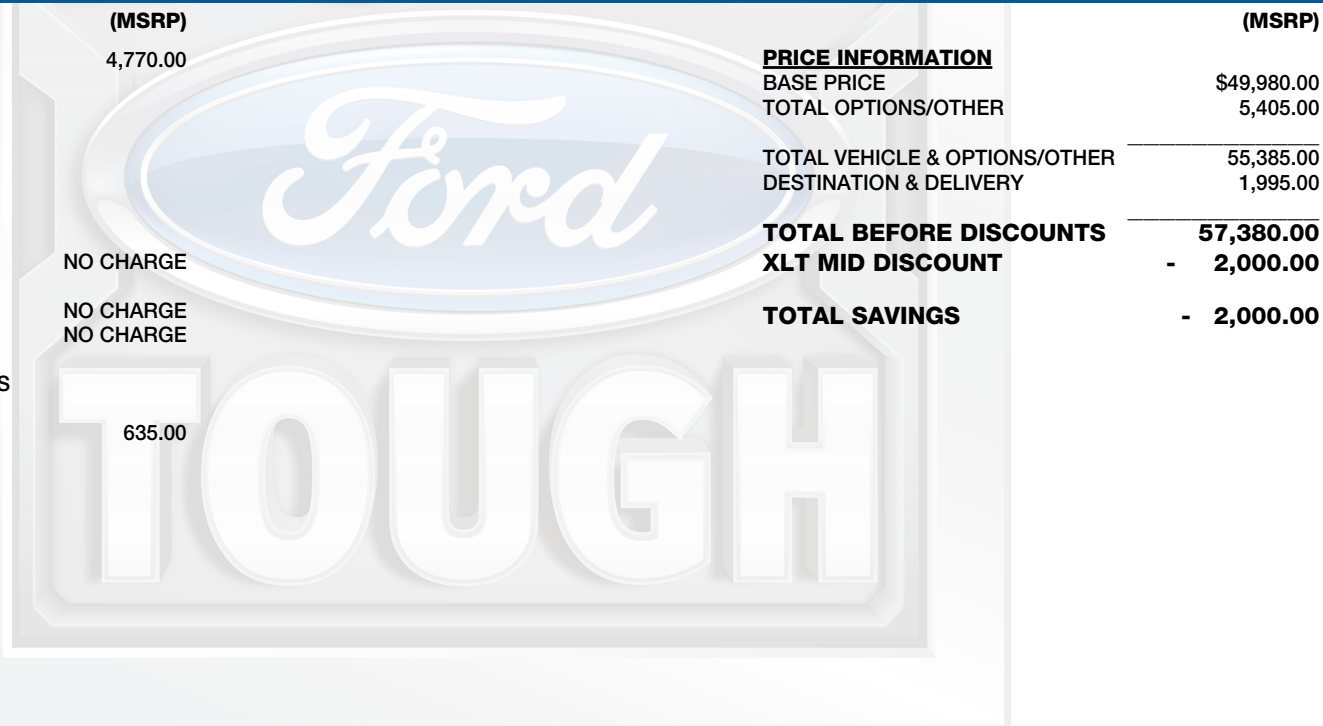 (MSRP)
4,770.00
NO CHARGE
NO CHARGE
NO CHARGE
S
635.00
(MSRP)
PRICE INFORMATION
BASE PRICE $49,980.00
TOTAL OPTIONS/OTHER 5,405.00
TOTAL VEHICLE & OPTIONS/OTHER 55,385.00
DESTINATION & DELIVERY 1,995.00
TOTAL BEFORE DISCOUNTS 57,380.00
XLT MID DISCOUNT - 2,000.00
TOTAL SAVINGS - 2,000.00
Ford
TOUGH